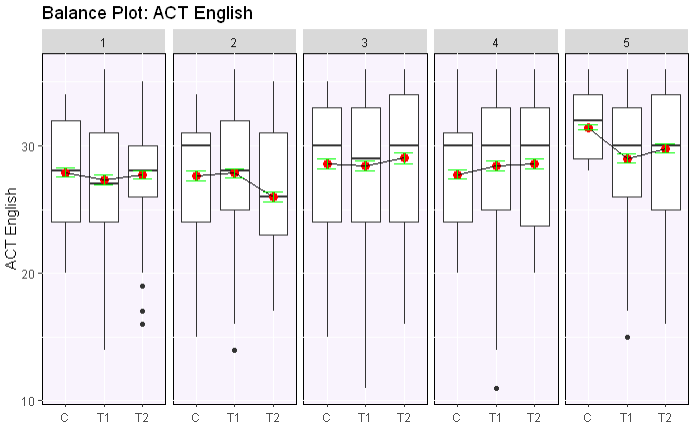 Balance Plot: ACT English
1 2 3 4 5
ACT English
30
20
10
C T1 T2 C T1 T2 C T1 T2 C T1 T2 C T1 T2